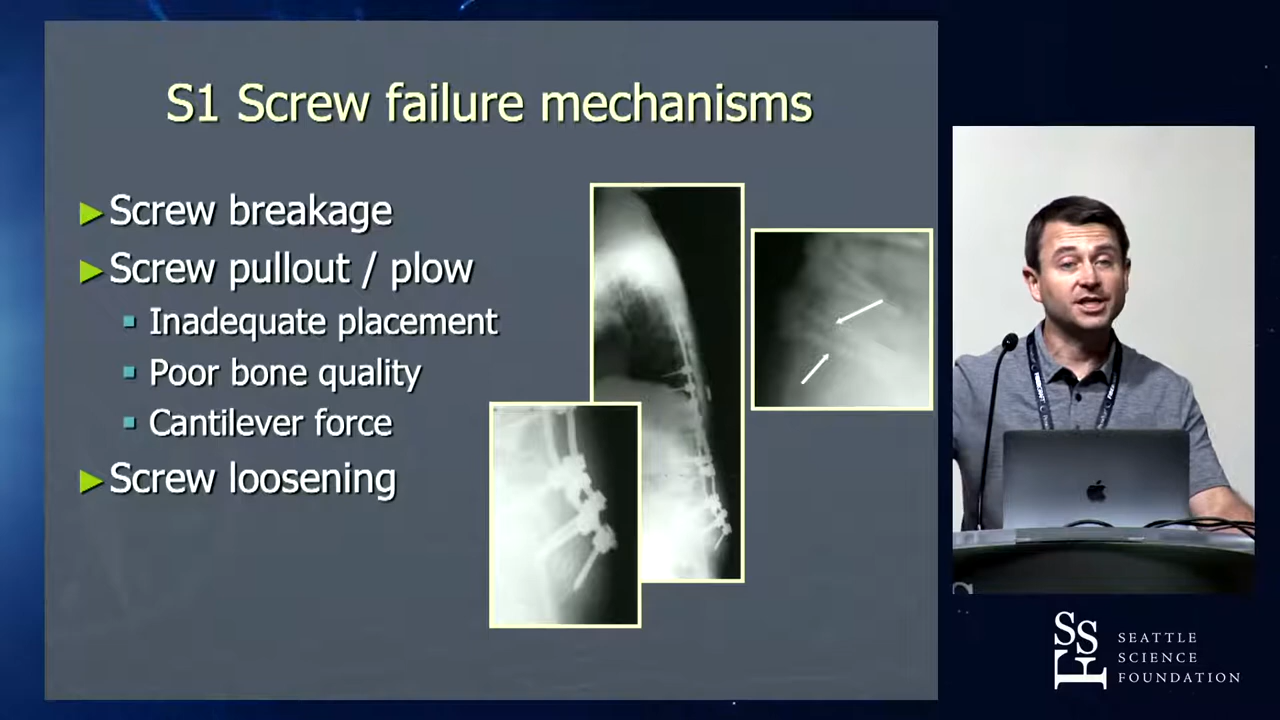 S1 Screw failure mechanisms
►Screw breakage
►Screw pullout / plow
▪ Inadequate placement
▪ Poor bone quality
▪ Cantilever force
►Screw loosening
SSF
SEATTLE
SCIENCE
FOUNDATION